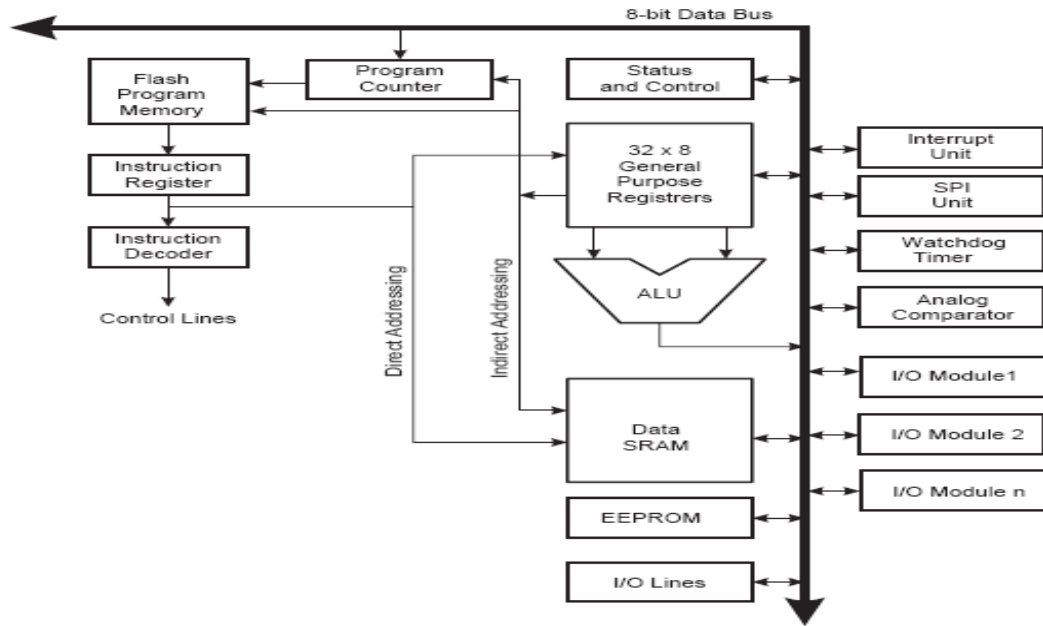 8-bit Data Bus
Flash
Program
Memory
Program
Counter
Status
and Control
Interrupt
Unit
32 x 8
General
Purpose
Registrers
Instruction
Register
SPI
Unit
Instruction
Decoder
Watchdog
Timer
ALU
Control Lines
Analog
Comparator
Direct Addressing
Indirect Addressing
I/O Module1
Data
SRAM
I/O Module 2
I/O Module n
EEPROM
I/O Lines